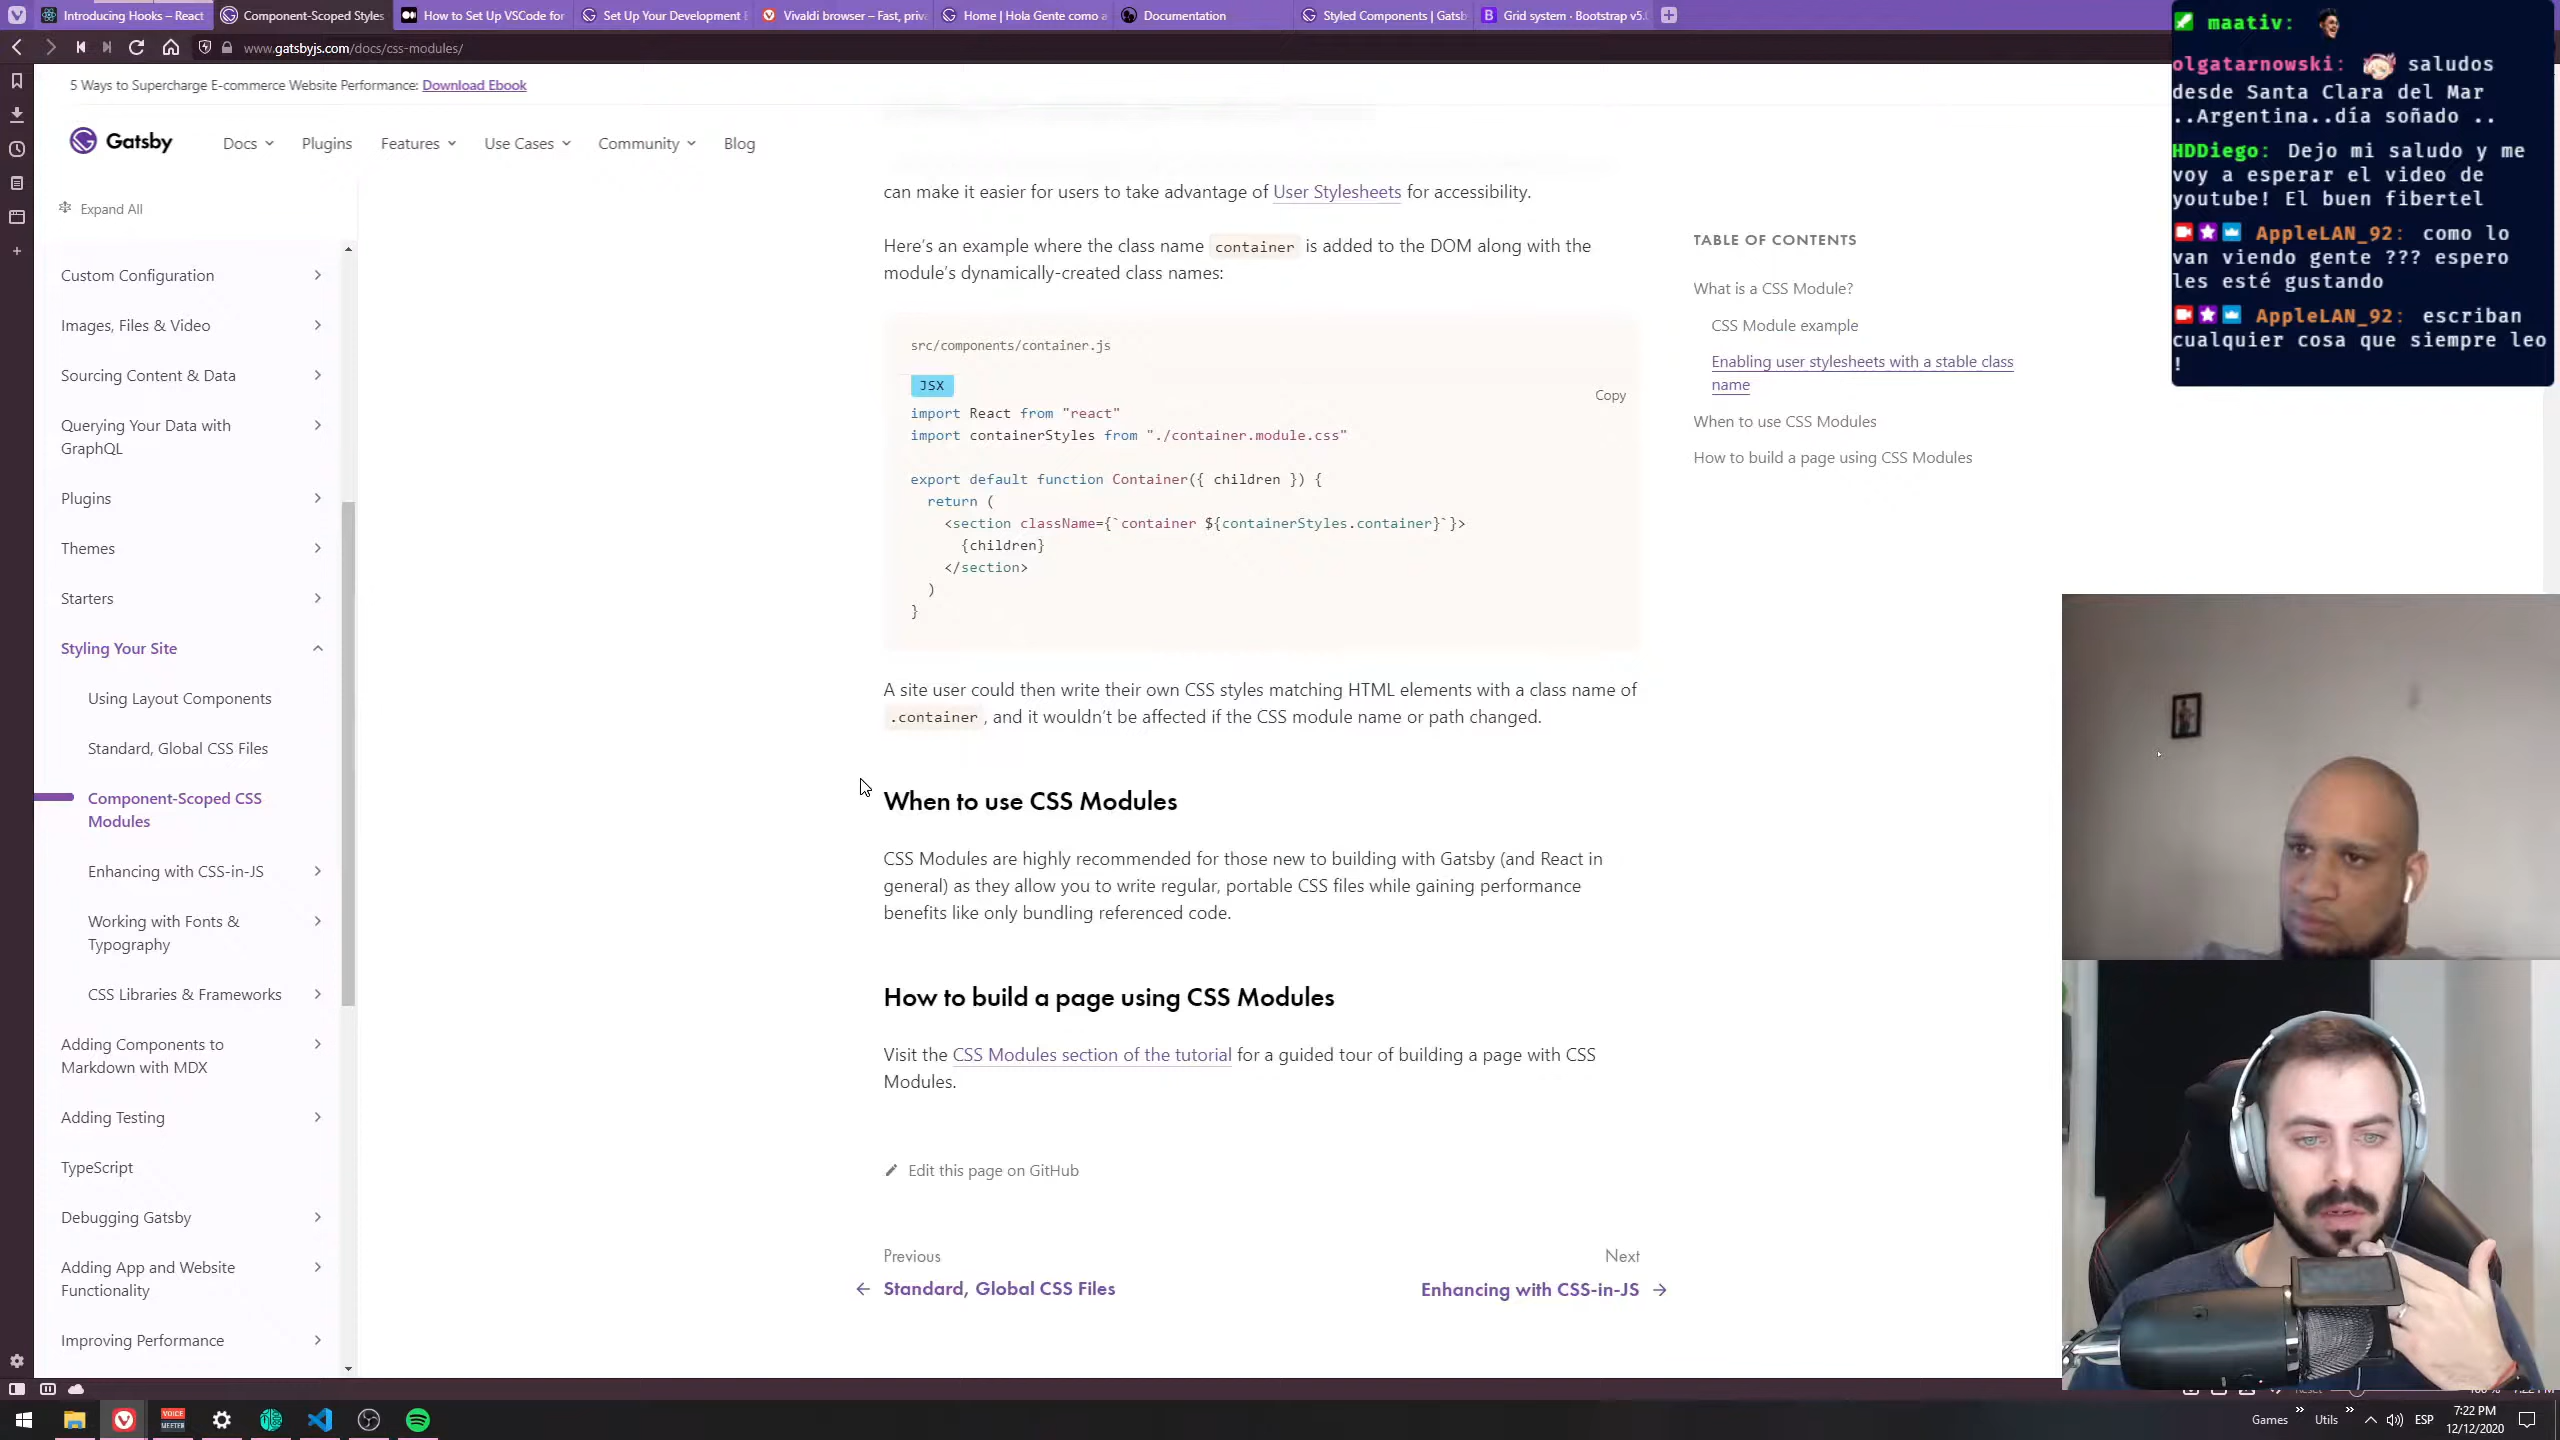 Introducing Hooks – React
Component-Scoped Styles
How to Set Up VSCode for
Set Up Your Development E
Vivaldi browser – Fast, priva
Home | Hola Gente como a
Documentation
Styled Components | Gatsb
Grid system · Bootstrap v5.
www.gatsbyjs.com/docs/css-modules/
5 Ways to Supercharge E-commerce Website Performance: Download Ebook
Gatsby
Docs
Plugins
Features
Use Cases
Community
Blog
Expand All
Custom Configuration
Images, Files & Video
Sourcing Content & Data
Querying Your Data with
GraphQL
Plugins
Themes
Starters
Styling Your Site
Using Layout Components
Standard, Global CSS Files
Component-Scoped CSS
Modules
Enhancing with CSS-in-JS
Working with Fonts &
Typography
CSS Libraries & Frameworks
Adding Components to
Markdown with MDX
Adding Testing
TypeScript
Debugging Gatsby
Adding App and Website
Functionality
Improving Performance
can make it easier for users to take advantage of User Stylesheets for accessibility.
Here's an example where the class name container is added to the DOM along with the
module's dynamically-created class names:
src/components/container.js
JSX
Copy
import React from "react"
import containerStyles from "./container.module.css"
export default function Container({ children }) {
return (
<section className={`container ${containerStyles.container}`}>
{children}
</section>
)
}
A site user could then write their own CSS styles matching HTML elements with a class name of
.container, and it wouldn't be affected if the CSS module name or path changed.
When to use CSS Modules
CSS Modules are highly recommended for those new to building with Gatsby (and React in
general) as they allow you to write regular, portable CSS files while gaining performance
benefits like only bundling referenced code.
How to build a page using CSS Modules
Visit the CSS Modules section of the tutorial for a guided tour of building a page with CSS
Modules.
Edit this page on GitHub
Previous
Standard, Global CSS Files
Next
Enhancing with CSS-in-JS
TABLE OF CONTENTS
What is a CSS Module?
CSS Module example
Enabling user stylesheets with a stable class
name
When to use CSS Modules
How to build a page using CSS Modules
maativ:
olgatarnowski: saludos
desde Santa Clara del Mar
..Argentina..día soñado ..
HDDiego: Dejo mi saludo y me
voy a esperar el video de
youtube! El buen fibertel
AppleLAN_92: como lo
van viendo gente ??? espero
les esté gustando
AppleLAN_92: escriban
cualquier cosa que siempre leo
!
VOICE
MEETER
Games
Utils
ESP
7:22 PM
12/12/2020